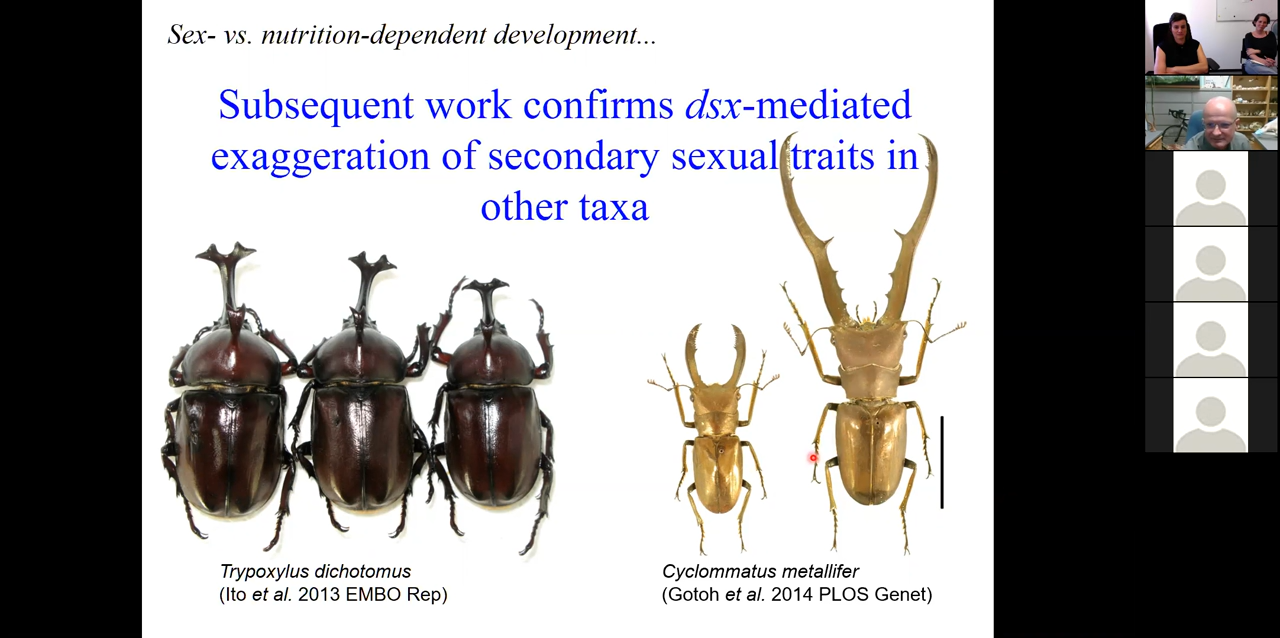 Sex- vs. nutrition-dependent development...
Subsequent work confirms dsx-mediated
exaggeration of secondary sexual traits in
other taxa
Trypoxylus dichotomus
(Ito et al. 2013 EMBO Rep)
Cyclommatus metallifer
(Gotoh et al. 2014 PLOS Genet)